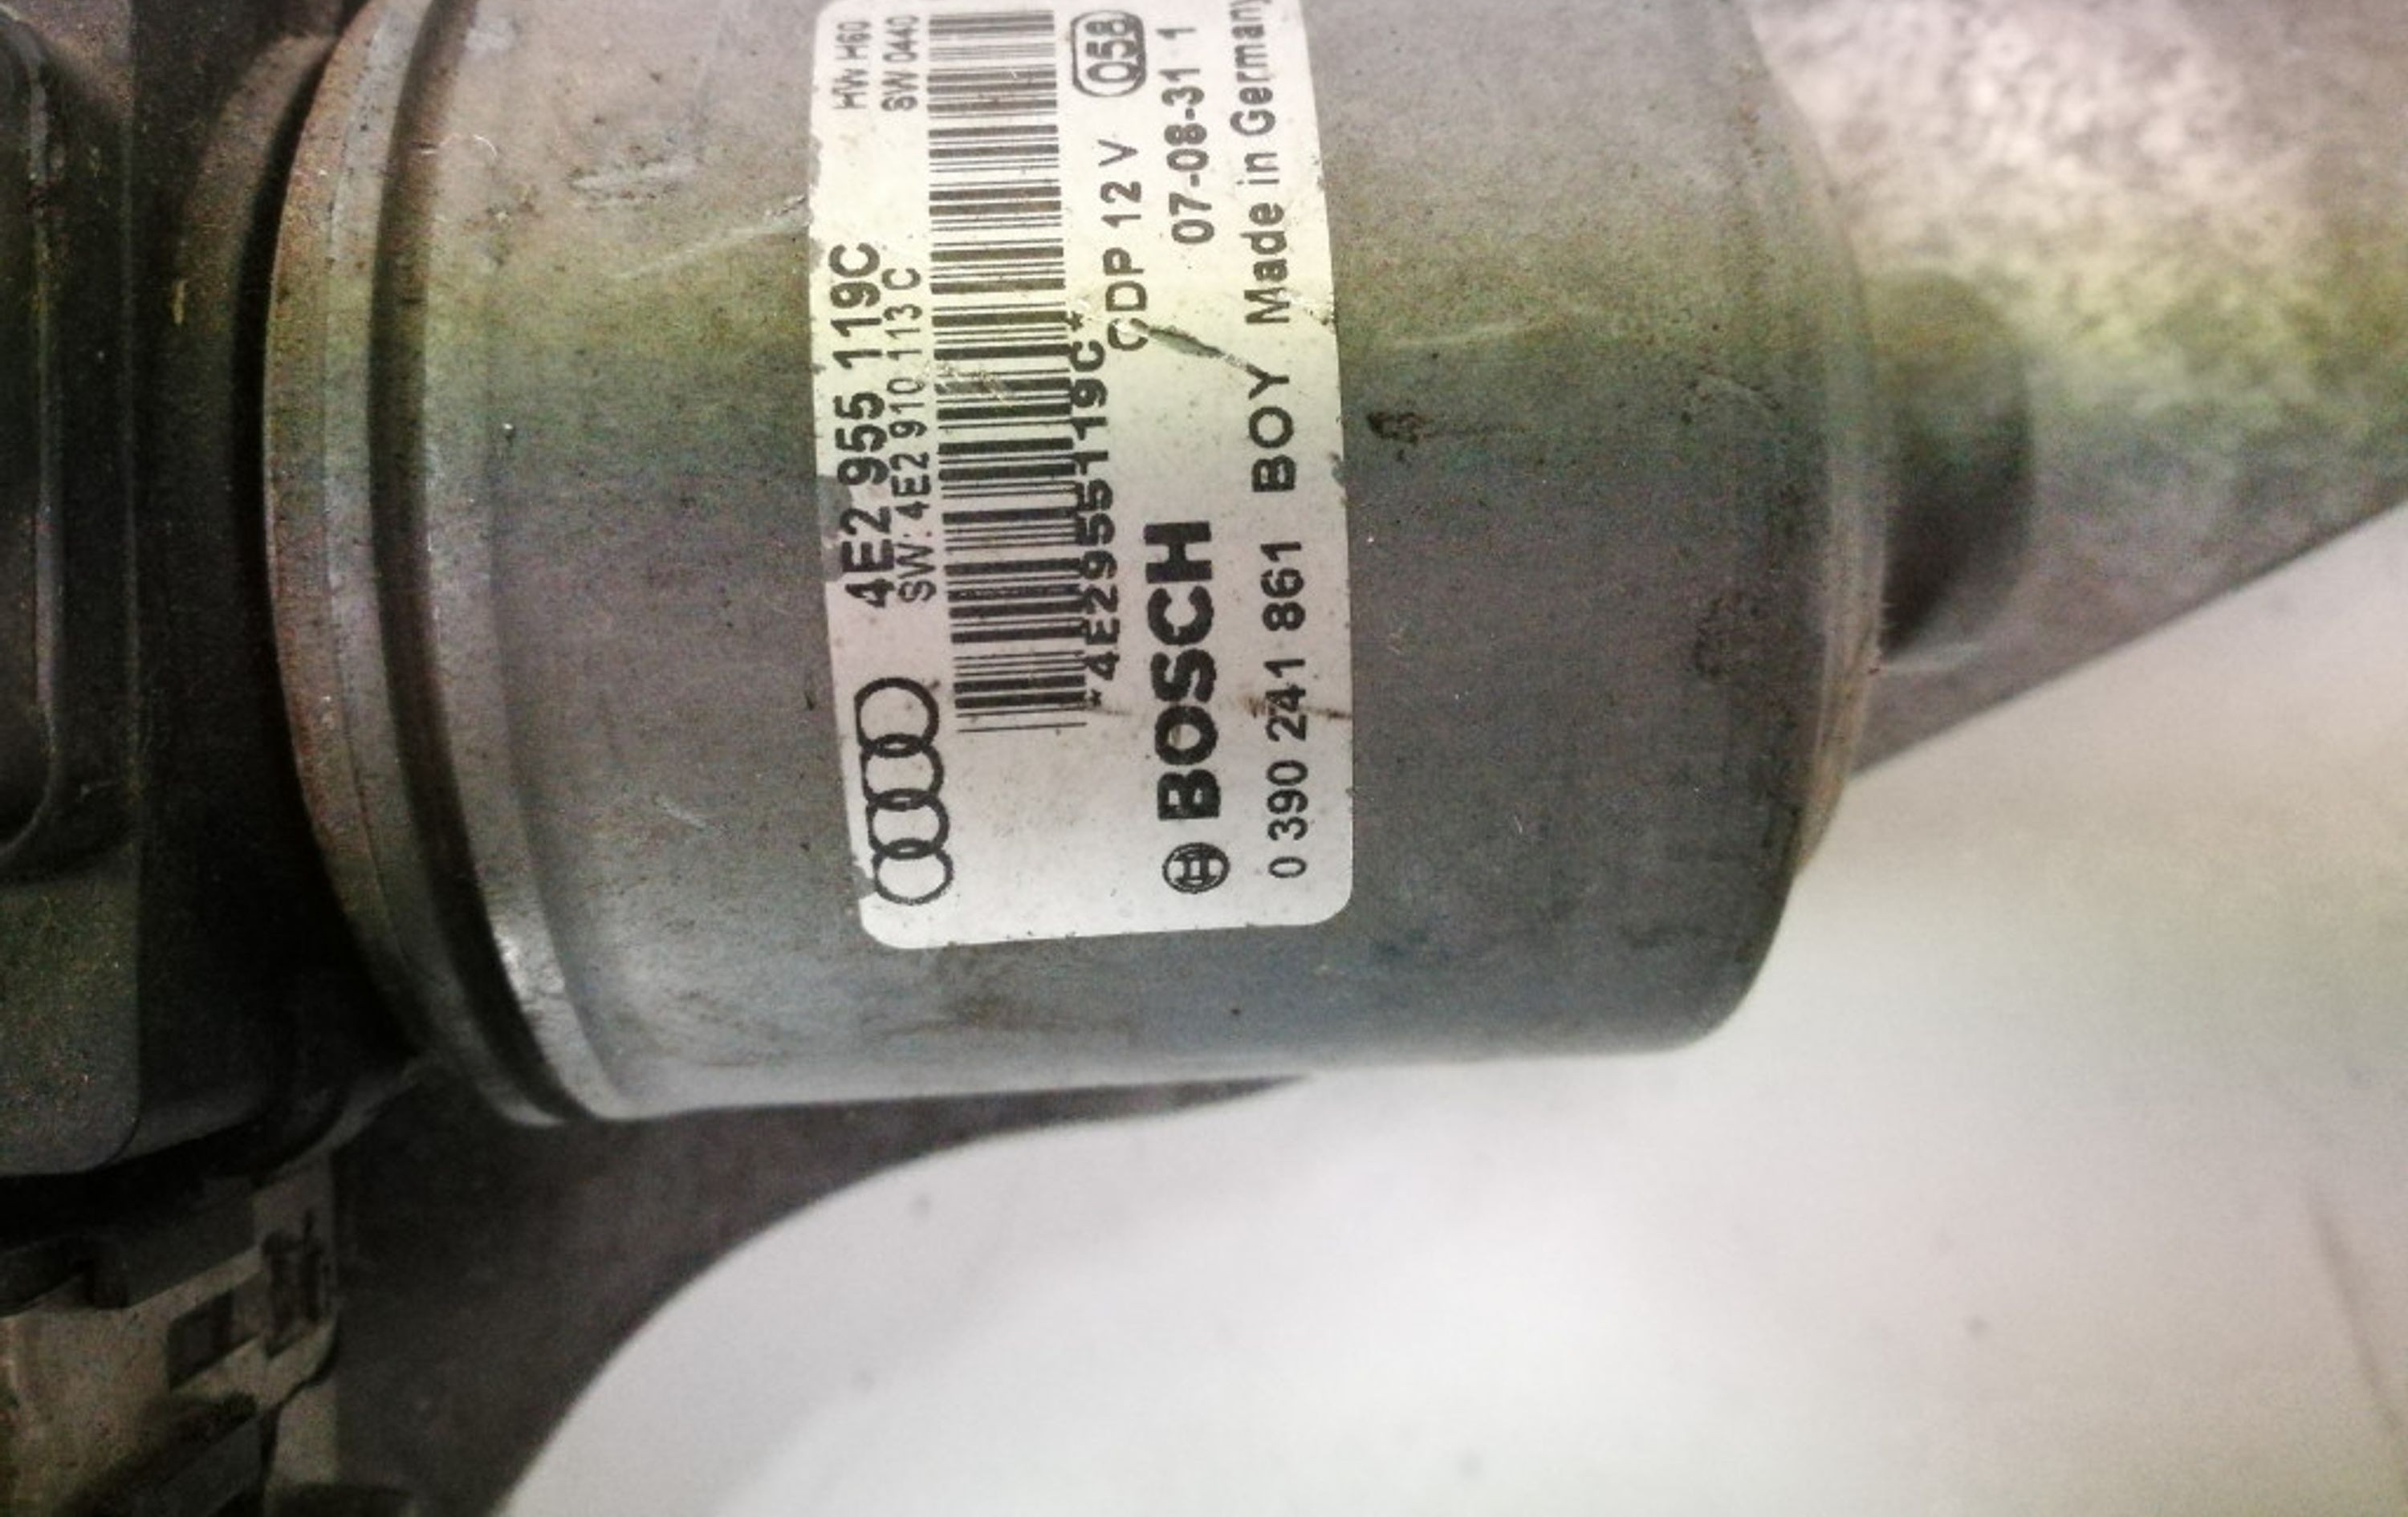 4E2 955 119C HW H60
SW: 4E2 910 113 C SW 0440
*4E2955119C*
CDP 12 V 058
BOSCH 07-08-31 1
0 390 241 861 BOY Made in Germany